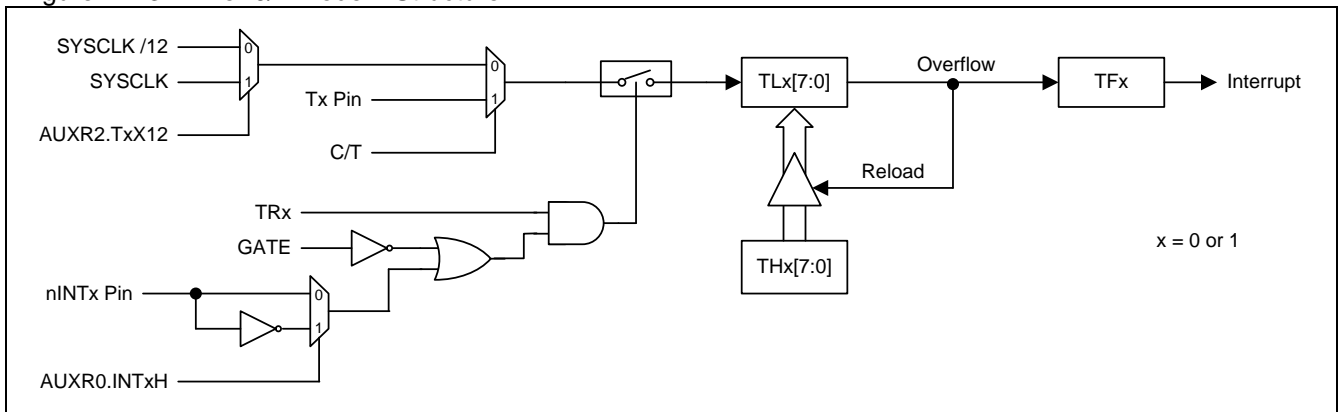 SYSCLK /12
0
SYSCLK
1
AUXR2.TxX12
0
Tx Pin
1
C/T
TLx[7:0]
Overflow
TFx
Interrupt
Reload
THx[7:0]
x = 0 or 1
TRx
GATE
nINTx Pin
0
1
AUXR0.INTxH